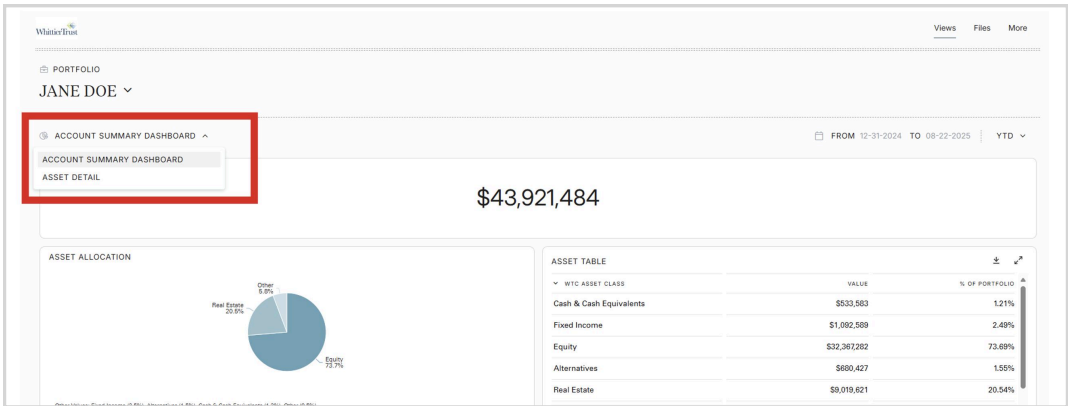 WhittierTrust
Views Files More
PORTFOLIO
JANE DOE
ACCOUNT SUMMARY DASHBOARD
FROM 12-31-2024 TO 08-22-2025 YTD
ACCOUNT SUMMARY DASHBOARD
ASSET DETAIL
$43,921,484
ASSET ALLOCATION
Other
5.8%
Real Estate
20.5%
Equity
73.7%
ASSET TABLE
WTC ASSET CLASS VALUE % OF PORTFOLIO
Cash & Cash Equivalents $533,583 1.21%
Fixed Income $1,092,589 2.49%
Equity $32,367,282 73.69%
Alternatives $680,427 1.55%
Real Estate $9,019,621 20.54%